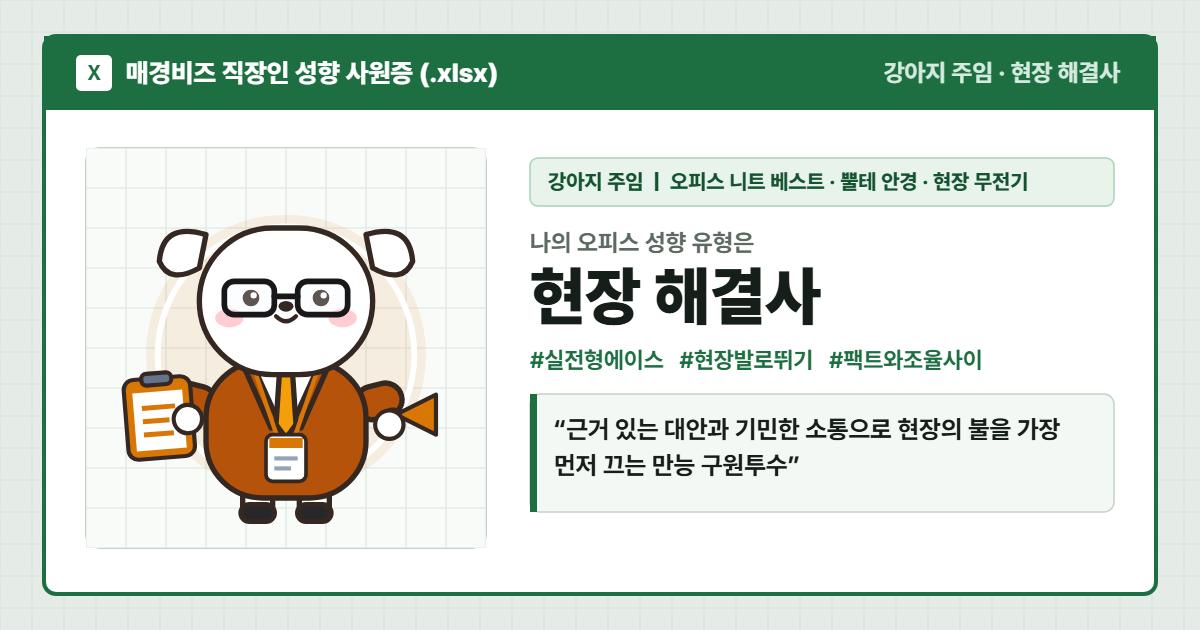 X 매경비즈 직장인 성향 사원증 (.xlsx)
강아지 주임 · 현장 해결사
강아지 주임 | 오피스 니트 베스트 · 뿔테 안경 · 현장 무전기
나의 오피스 성향 유형은
현장 해결사
#실전형에이스 #현장발로뛰기 #팩트와조율사이
“근거 있는 대안과 기민한 소통으로 현장의 불을 가장
먼저 끄는 만능 구원투수”